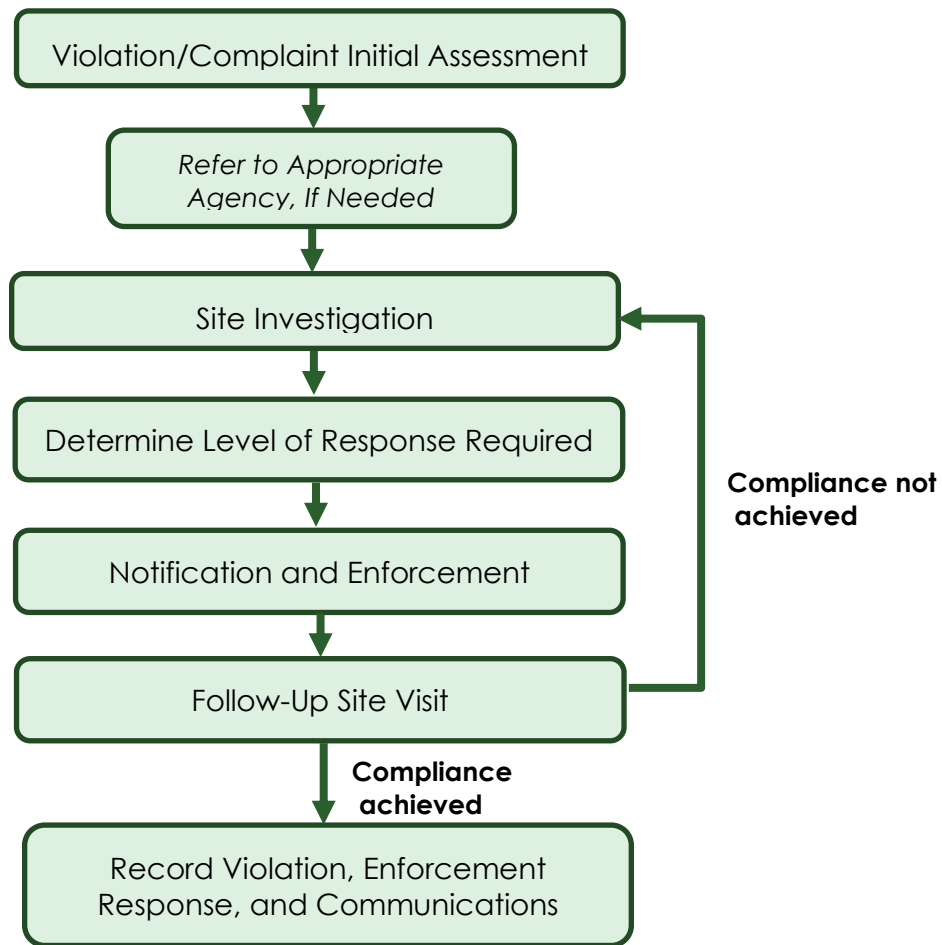 Violation/Complaint Initial Assessment
Refer to Appropriate
Agency, If Needed
Site Investigation
Determine Level of Response Required
Compliance not
achieved
Notification and Enforcement
Follow-Up Site Visit
Compliance
achieved
Record Violation, Enforcement
Response, and Communications